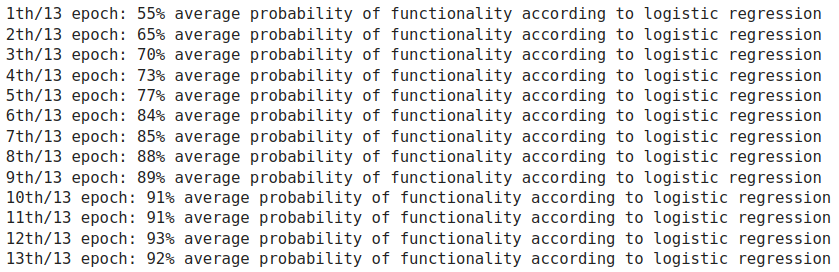 1th/13 epoch: 55% average probability of functionality according to logistic regression
2th/13 epoch: 65% average probability of functionality according to logistic regression
3th/13 epoch: 70% average probability of functionality according to logistic regression
4th/13 epoch: 73% average probability of functionality according to logistic regression
5th/13 epoch: 77% average probability of functionality according to logistic regression
6th/13 epoch: 84% average probability of functionality according to logistic regression
7th/13 epoch: 85% average probability of functionality according to logistic regression
8th/13 epoch: 88% average probability of functionality according to logistic regression
9th/13 epoch: 89% average probability of functionality according to logistic regression
10th/13 epoch: 91% average probability of functionality according to logistic regression
11th/13 epoch: 91% average probability of functionality according to logistic regression
12th/13 epoch: 93% average probability of functionality according to logistic regression
13th/13 epoch: 92% average probability of functionality according to logistic regression